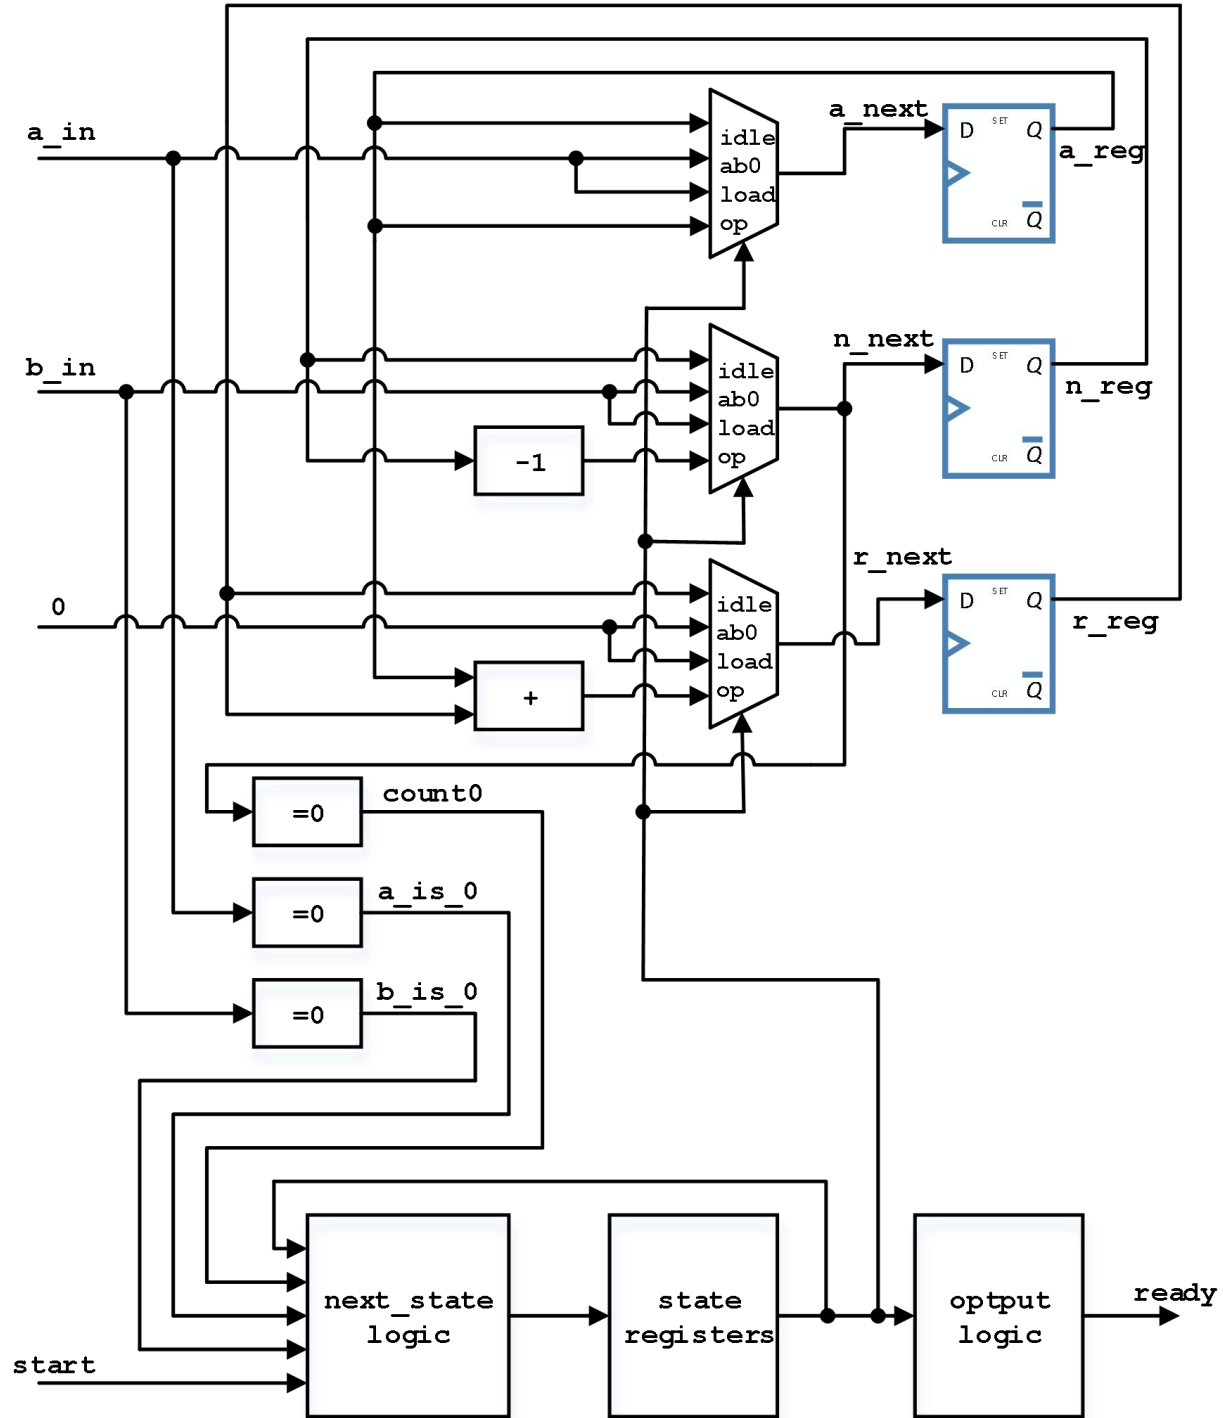 a_in
idle
ab0
load
op
a_next
D
SET
Q
a_reg
CLR
Q
b_in
idle
ab0
load
op
-1
n_next
D
SET
Q
n_reg
CLR
Q
0
idle
ab0
load
op
+
r_next
D
SET
Q
r_reg
CLR
Q
=0
count0
=0
a_is_0
=0
b_is_0
start
next_state
logic
state
registers
optput
logic
ready